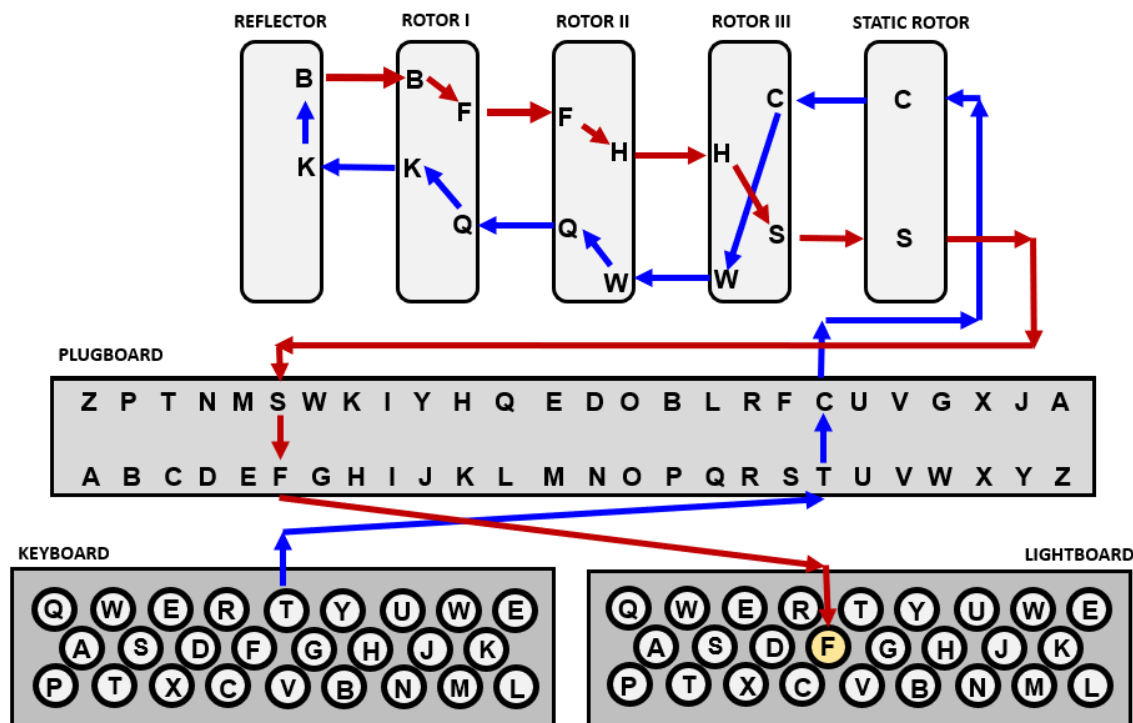 REFLECTOR ROTOR I ROTOR II ROTOR III STATIC ROTOR
B B C C
F F
K K H H
Q Q S S
W W
PLUGBOARD
Z P T N M S W K I Y H Q E D O B L R F C U V G X J A
A B C D E F G H I J K L M N O P Q R S T U V W X Y Z
KEYBOARD LIGHTBOARD
Q W E R T Y U W E Q W E R T Y U W E
A S D F G H J K A S D F G H J K
P T X C V B N M L P T X C V B N M L